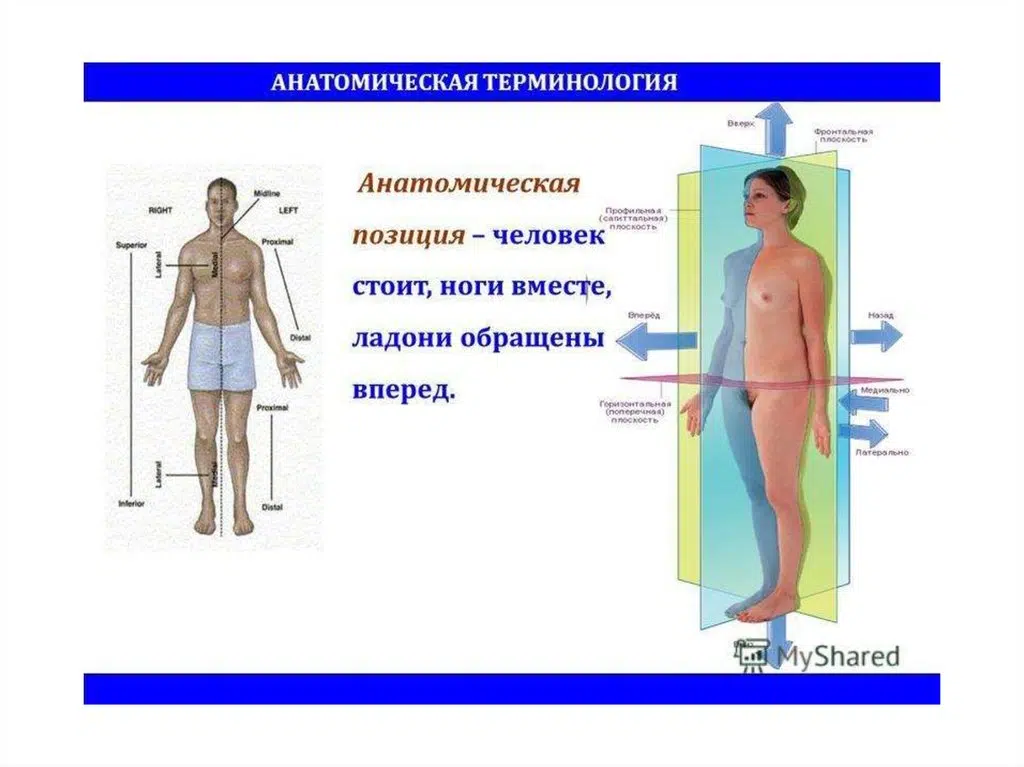 АНАТОМИЧЕСКАЯ ТЕРМИНОЛОГИЯ
Midline
RIGHT
LEFT
Superior
Proximal
Lateral
Medial
Distal
Proximal
Lateral
Medial
Inferior
Distal
Анатомическая
позиция – человек
стоит, ноги вместе,
ладони обращены
вперед.
Вверх
Фронтальная
плоскость
Профильная
(сагиттальная)
плоскость
Вперёд
Назад
Горизонтальная
(поперечная)
плоскость
Медиально
Латерально
MyShared